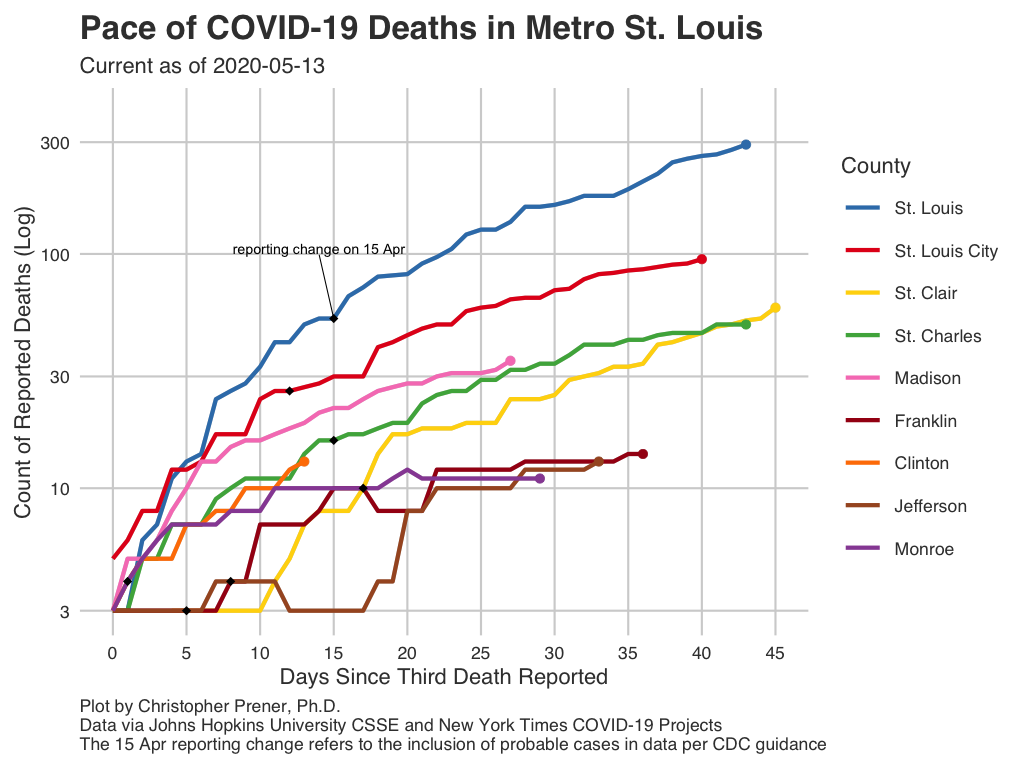 Pace of COVID-19 Deaths in Metro St. Louis
Current as of 2020-05-13
Count of Reported Deaths (Log)
300
100
30
10
3
reporting change on 15 Apr
0 5 10 15 20 25 30 35 40 45
Days Since Third Death Reported
County
St. Louis
St. Louis City
St. Clair
St. Charles
Madison
Franklin
Clinton
Jefferson
Monroe
Plot by Christopher Prener, Ph.D.
Data via Johns Hopkins University CSSE and New York Times COVID-19 Projects
The 15 Apr reporting change refers to the inclusion of probable cases in data per CDC guidance